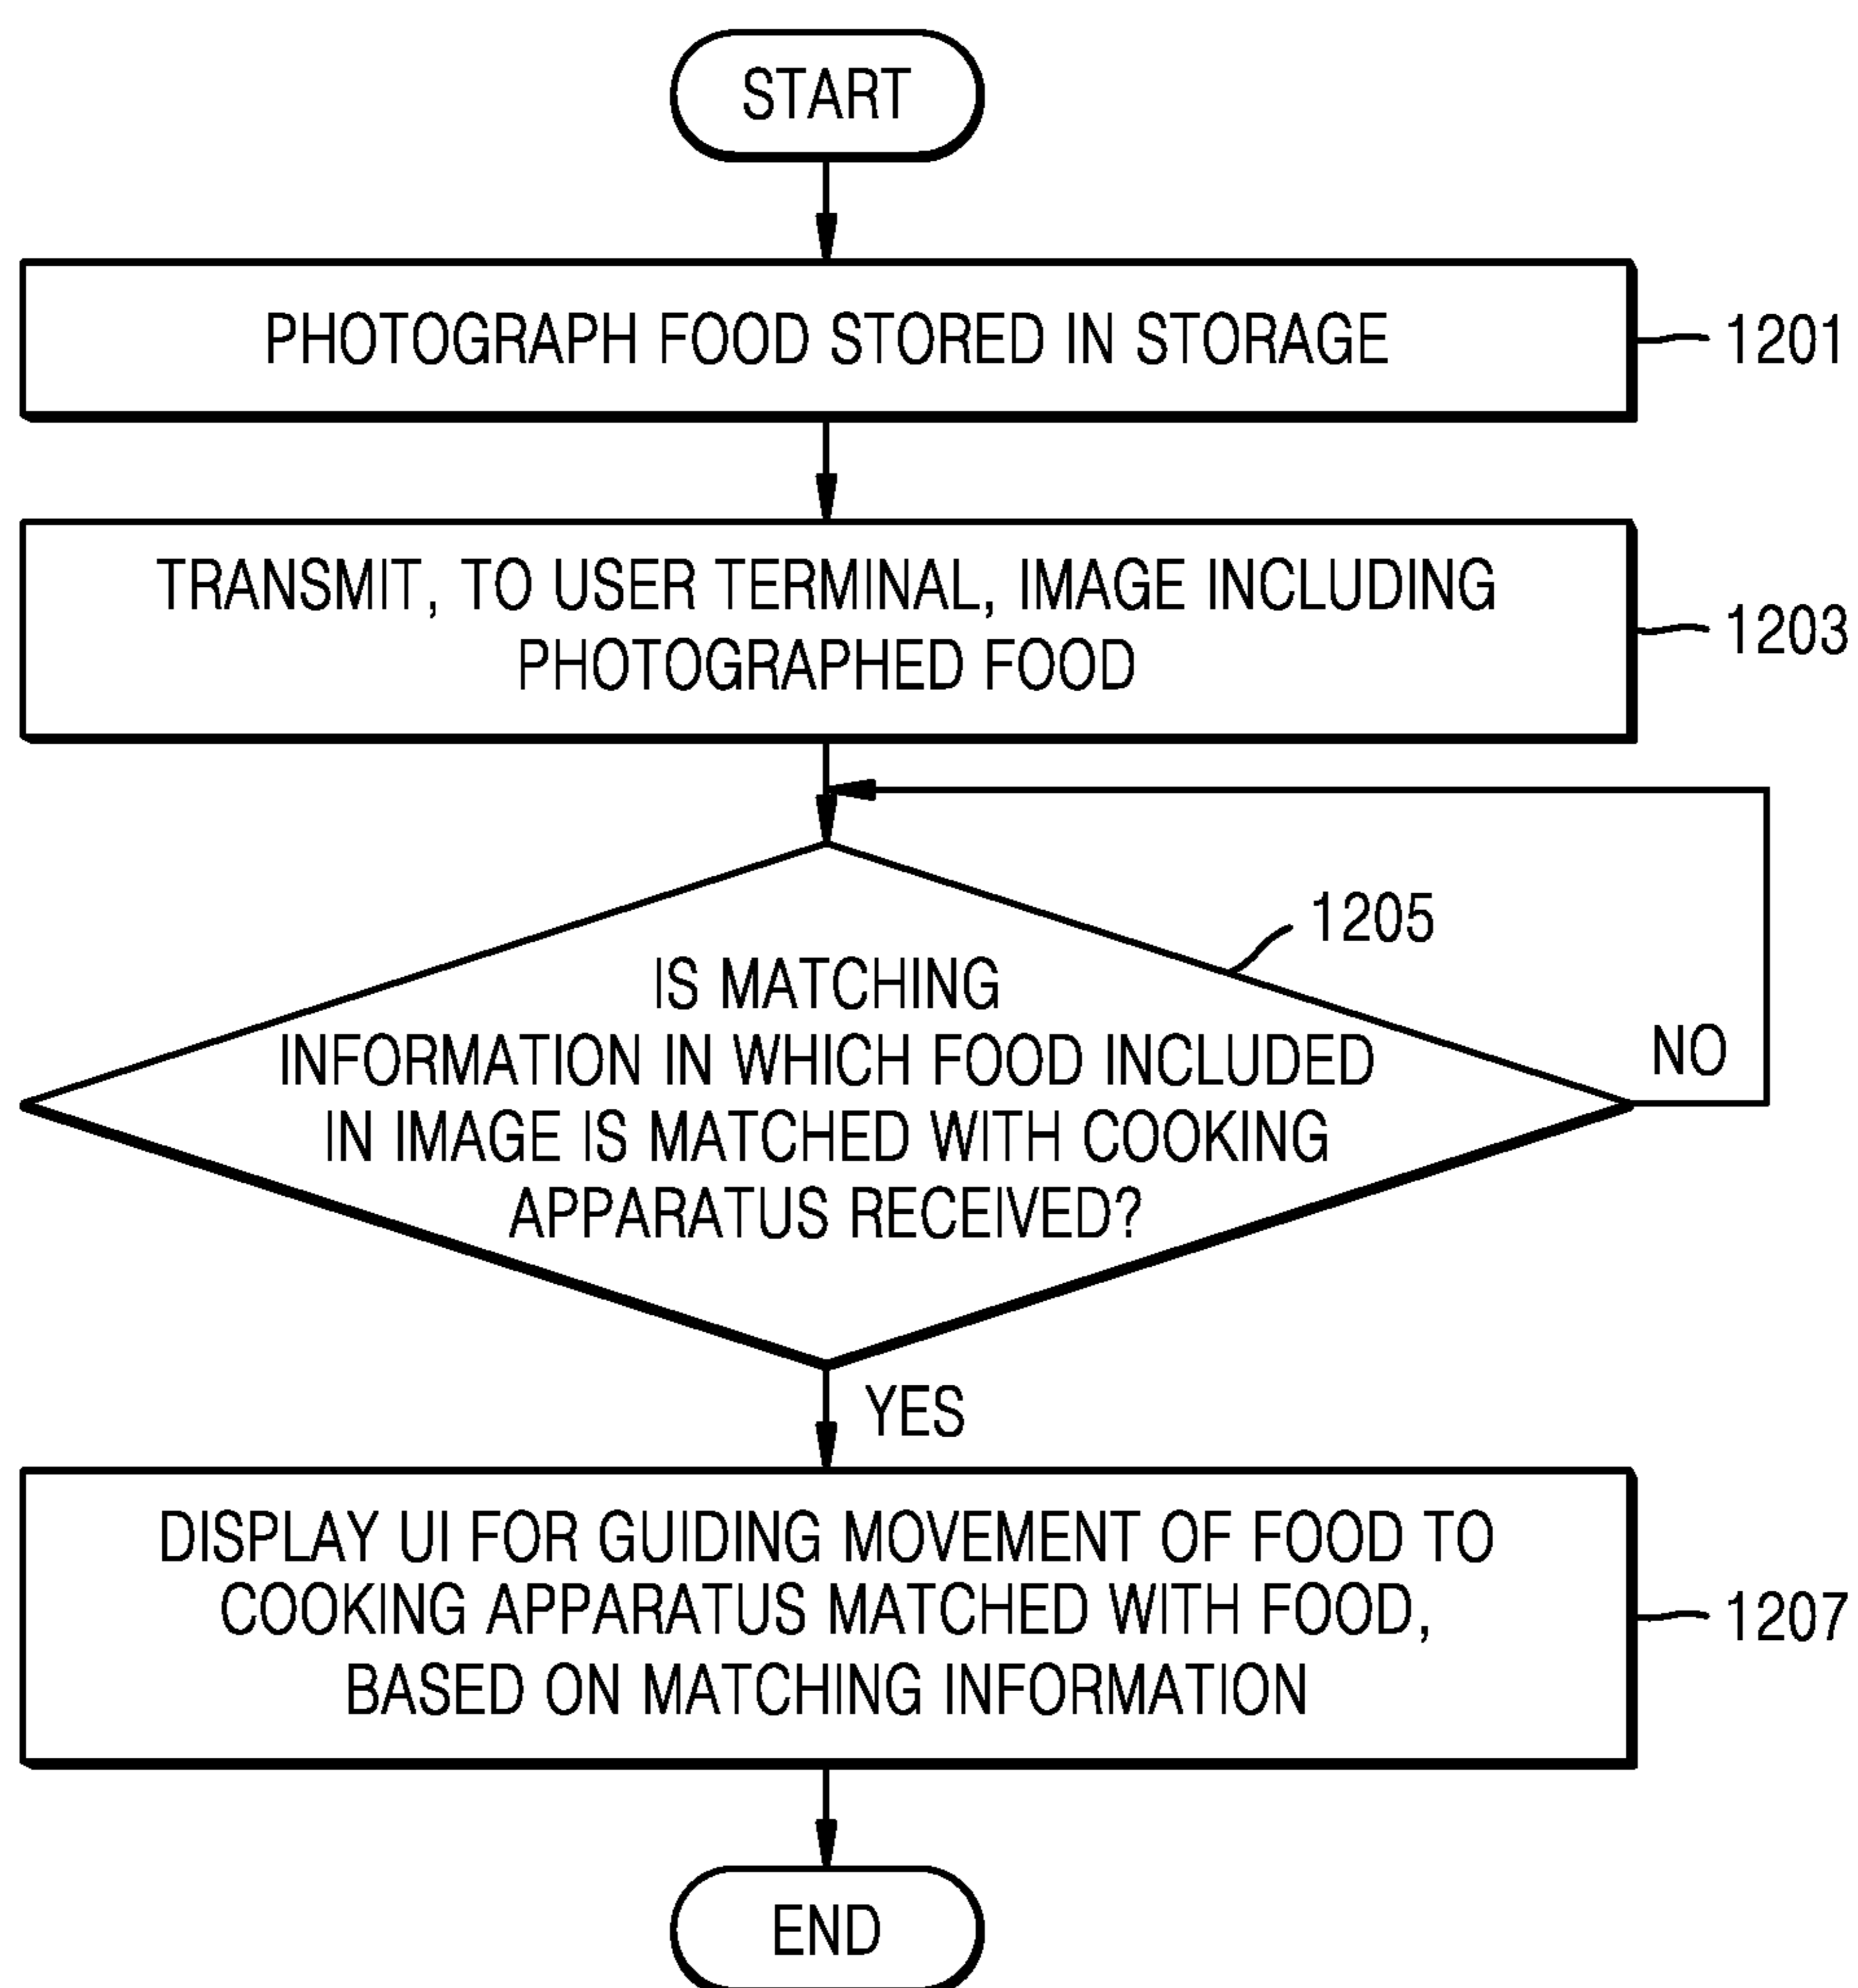 START
PHOTOGRAPH FOOD STORED IN STORAGE
1201
TRANSMIT, TO USER TERMINAL, IMAGE INCLUDING
PHOTOGRAPHED FOOD
1203
1205
IS MATCHING
INFORMATION IN WHICH FOOD INCLUDED
IN IMAGE IS MATCHED WITH COOKING
APPARATUS RECEIVED?
NO
YES
DISPLAY UI FOR GUIDING MOVEMENT OF FOOD TO
COOKING APPARATUS MATCHED WITH FOOD,
BASED ON MATCHING INFORMATION
1207
END